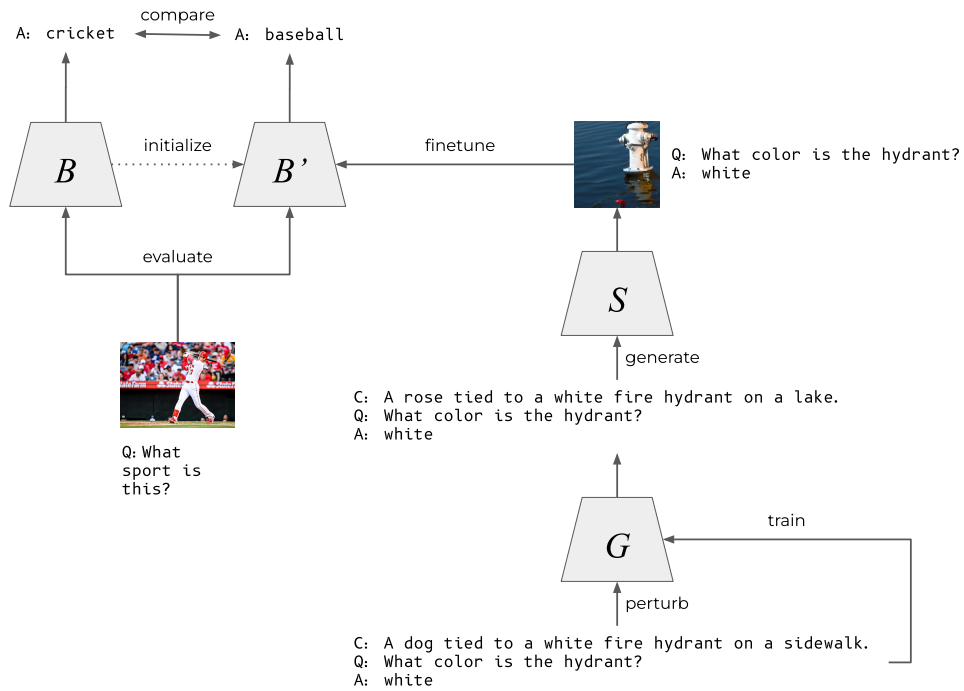 compare
A: cricket
A: baseball
B
initialize
B’
finetune
Q: What color is the hydrant?
A: white
evaluate
S
generate
Q: What
sport is
this?
C: A rose tied to a white fire hydrant on a lake.
Q: What color is the hydrant?
A: white
G
train
perturb
C: A dog tied to a white fire hydrant on a sidewalk.
Q: What color is the hydrant?
A: white